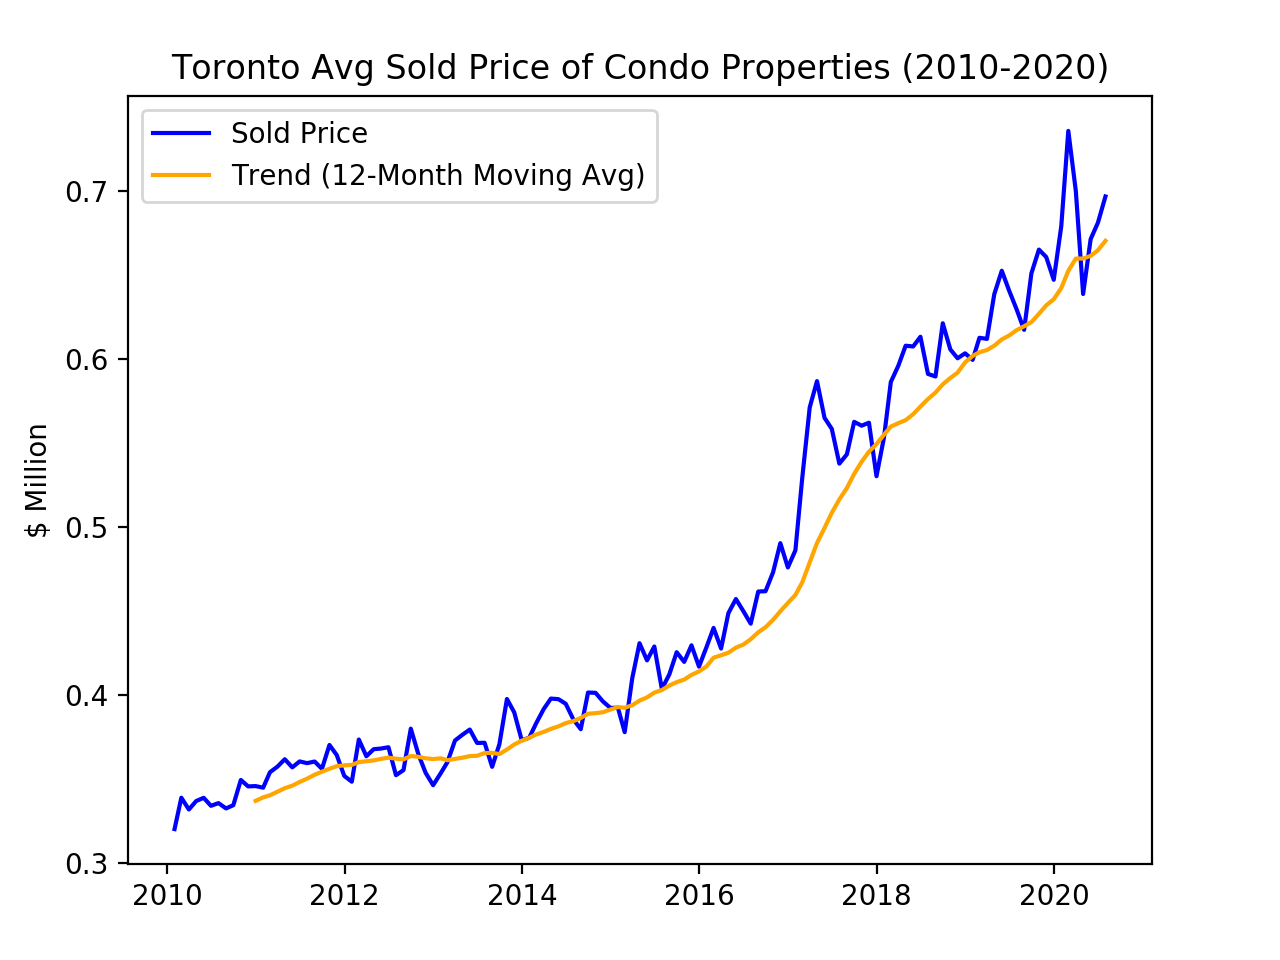 Toronto Avg Sold Price of Condo Properties (2010-2020)
Sold Price
Trend (12-Month Moving Avg)
$ Million
0.7
0.6
0.5
0.4
0.3
2010 2012 2014 2016 2018 2020